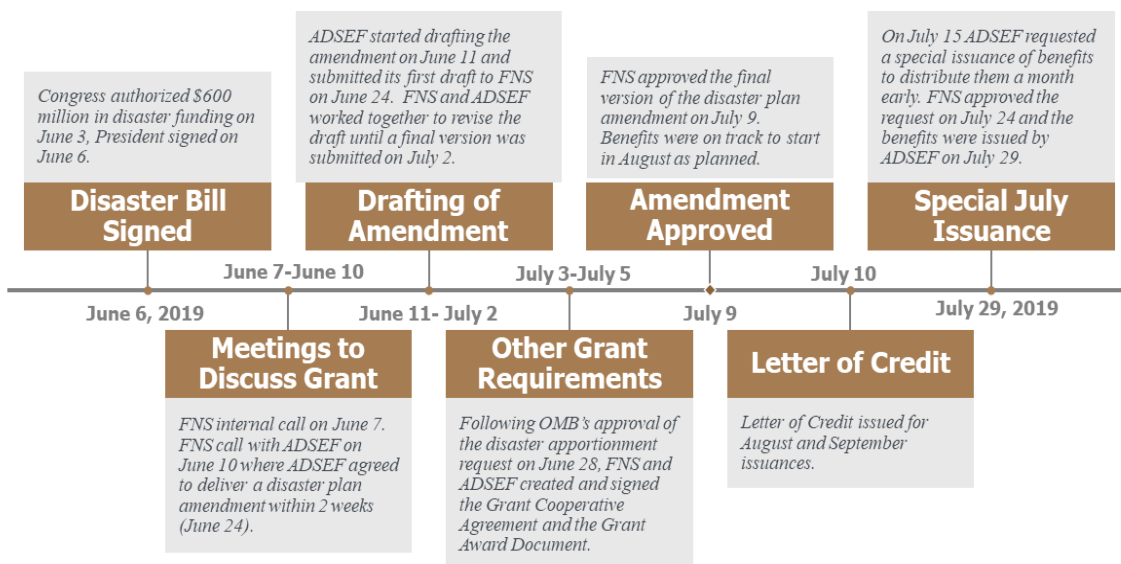 Congress authorized $600
million in disaster funding on
June 3, President signed on
June 6.
Disaster Bill
Signed
June 6, 2019
June 7-June 10
Meetings to
Discuss Grant
FNS internal call on June 7.
FNS call with ADSEF on
June 10 where ADSEF agreed
to deliver a disaster plan
amendment within 2 weeks
(June 24).
ADSEF started drafting the
amendment on June 11 and
submitted its first draft to FNS
on June 24. FNS and ADSEF
worked together to revise the
draft until a final version was
submitted on July 2.
Drafting of
Amendment
June 11- July 2
July 3-July 5
Other Grant
Requirements
Following OMB's approval of
the disaster apportionment
request on June 28, FNS and
ADSEF created and signed
the Grant Cooperative
Agreement and the Grant
Award Document.
FNS approved the final
version of the disaster plan
amendment on July 9.
Benefits were on track to start
in August as planned.
Amendment
Approved
July 9
July 10
Letter of Credit
Letter of Credit issued for
August and September
issuances.
On July 15 ADSEF requested
a special issuance of benefits
to distribute them a month
early. FNS approved the
request on July 24 and the
benefits were issued by
ADSEF on July 29.
Special July
Issuance
July 29, 2019